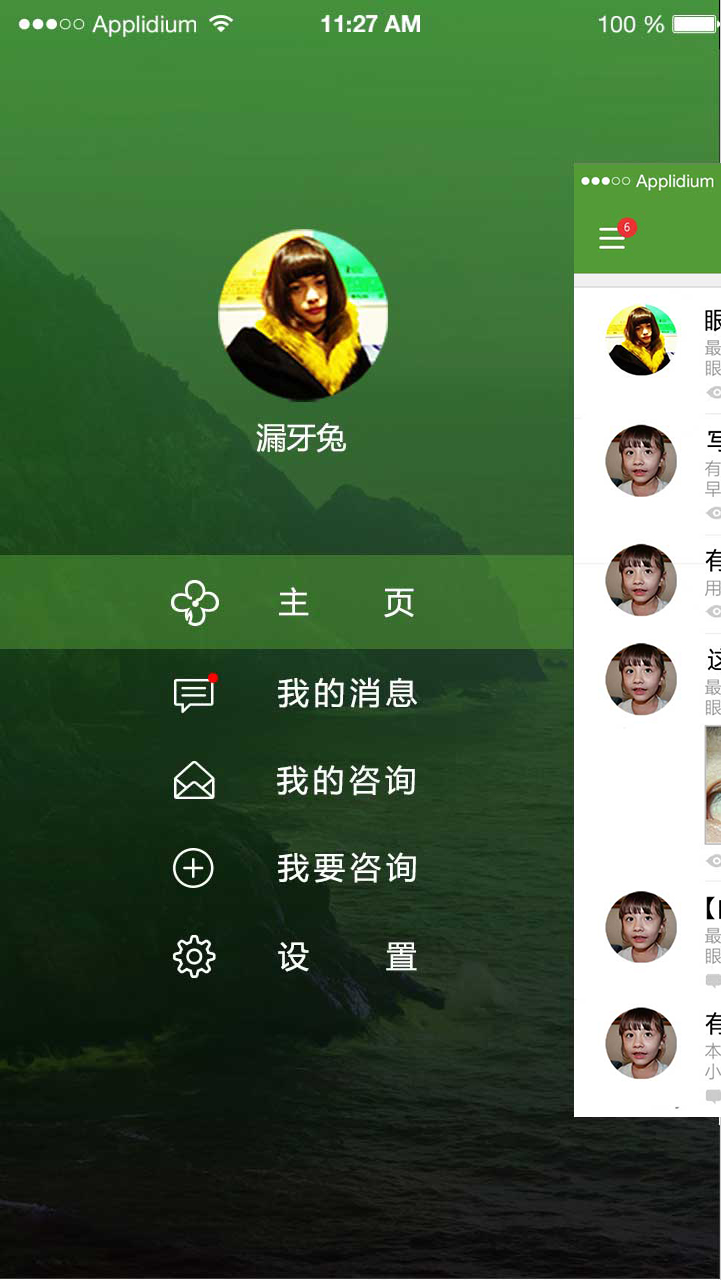 Applidium
11:27 AM
100 %
漏牙兔
主 页
我的消息
我的咨询
我要咨询
设 置
Applidium
6
眼
最
眼
写
有
早
有
用
这
最
眼
【
最
眼
有
本
小